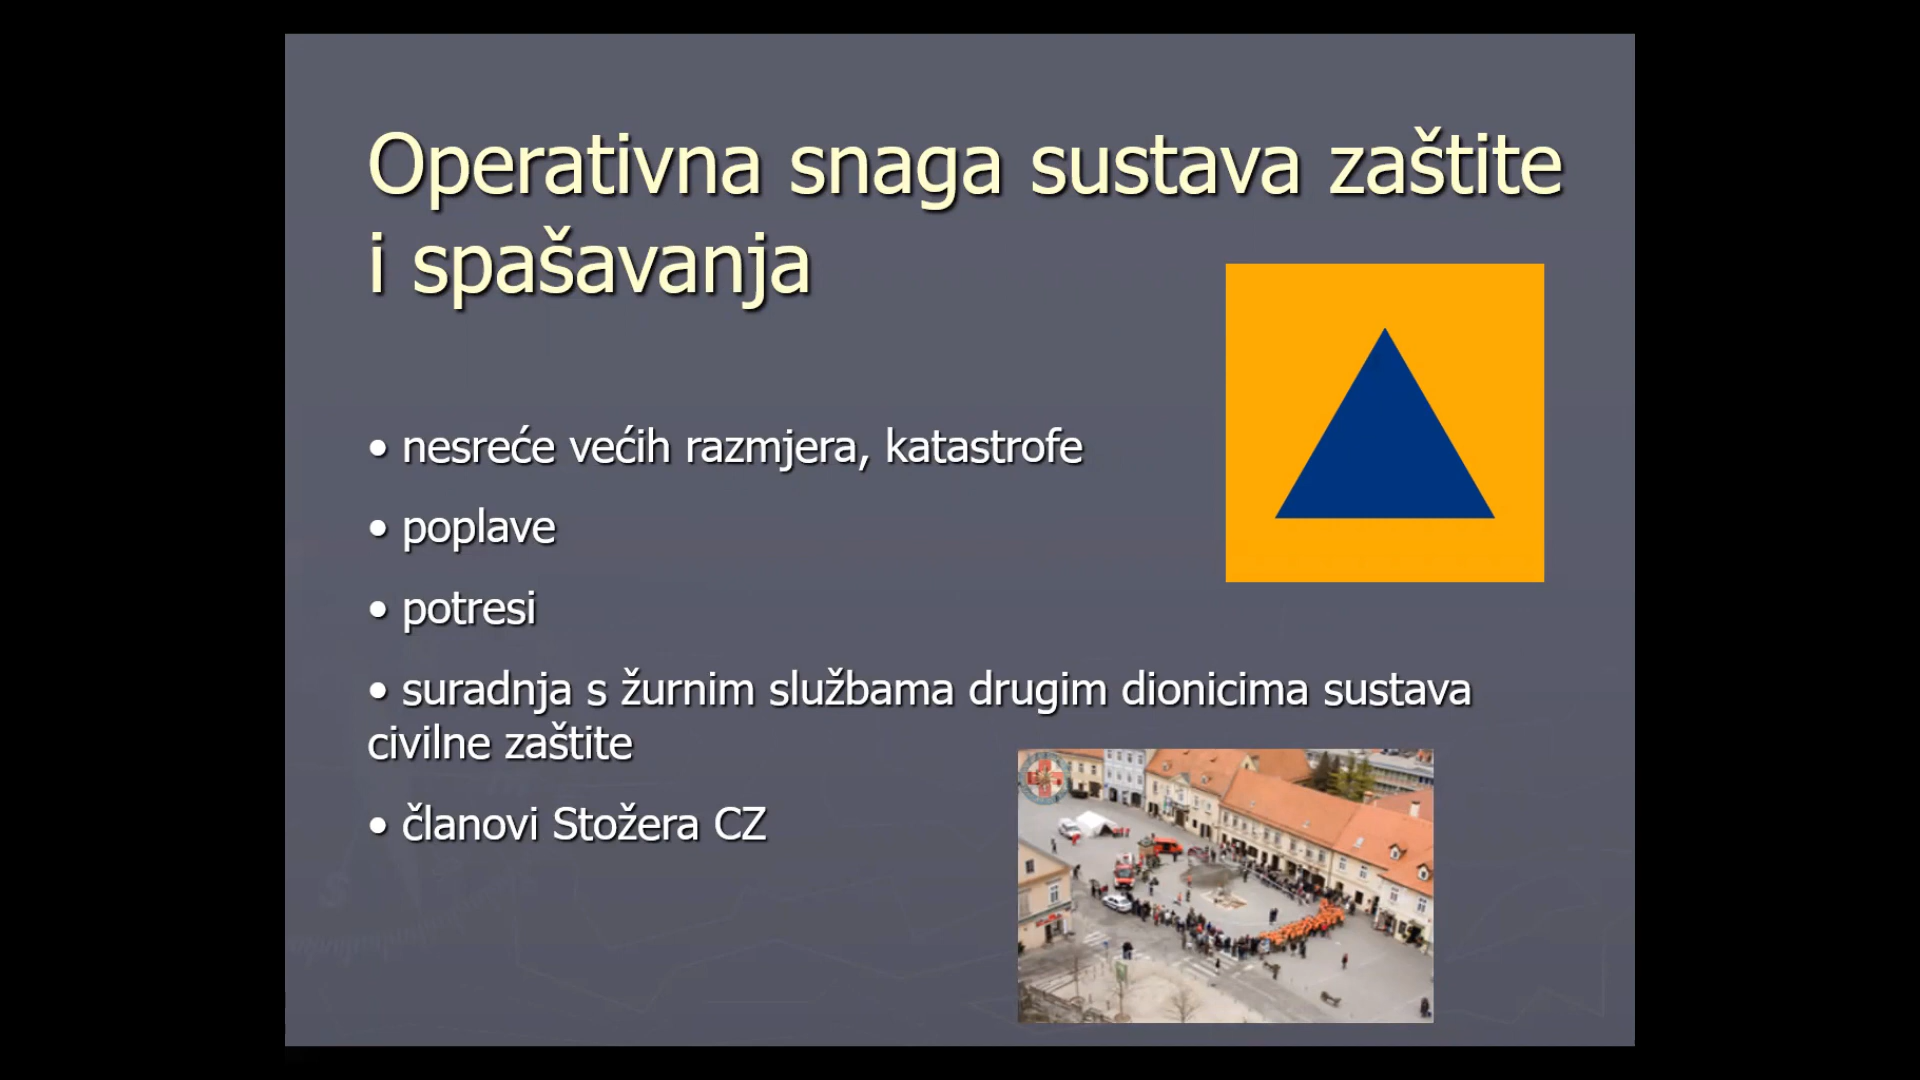 Operativna snaga sustava zaštite
i spašavanja
• nesreće većih razmjera, katastrofe
• poplave
• potresi
• suradnja s žurnim službama drugim dionicima sustava
civilne zaštite
• članovi Stožera CZ